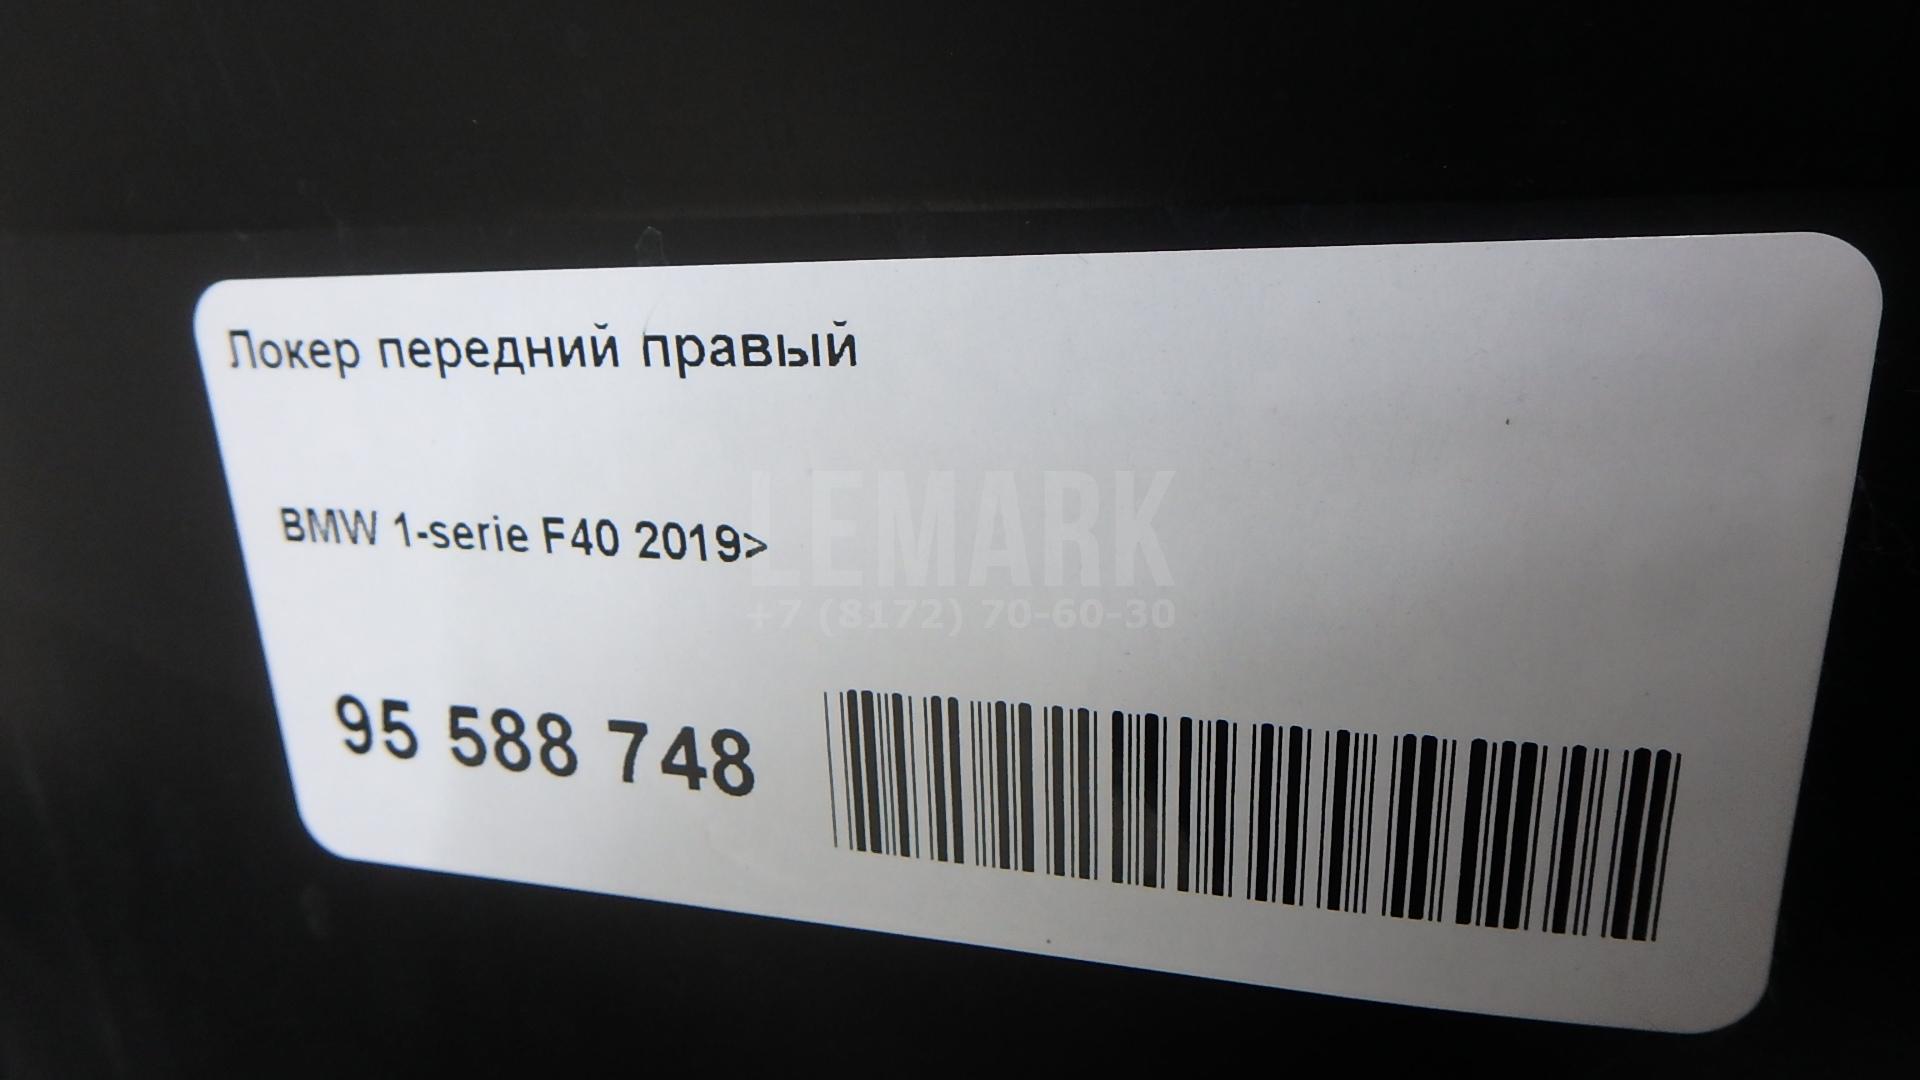 Локер передний правый
BMW 1-serie F40 2019>
LEMARK
+7 (8172) 70-60-30
95 588 748